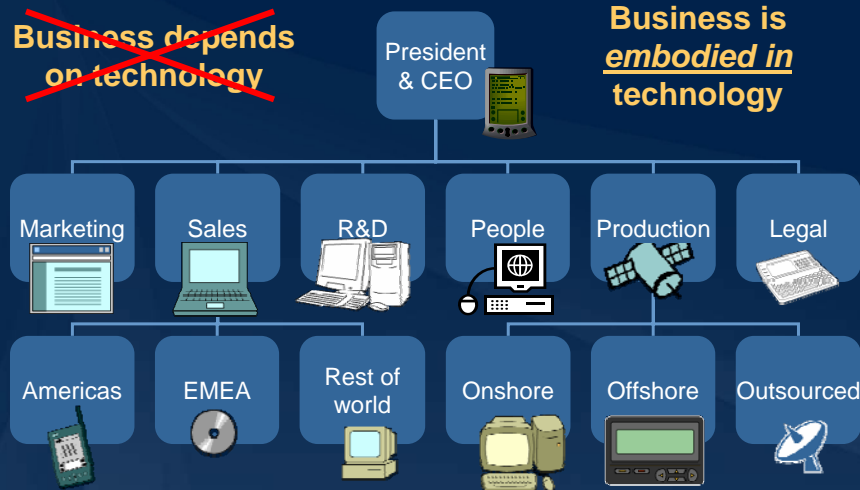 Business depends
on technology
President
& CEO
Business is
embodied in
technology
Marketing
Sales
R&D
People
Production
Legal
Americas
EMEA
Rest of
world
Onshore
Offshore
Outsourced